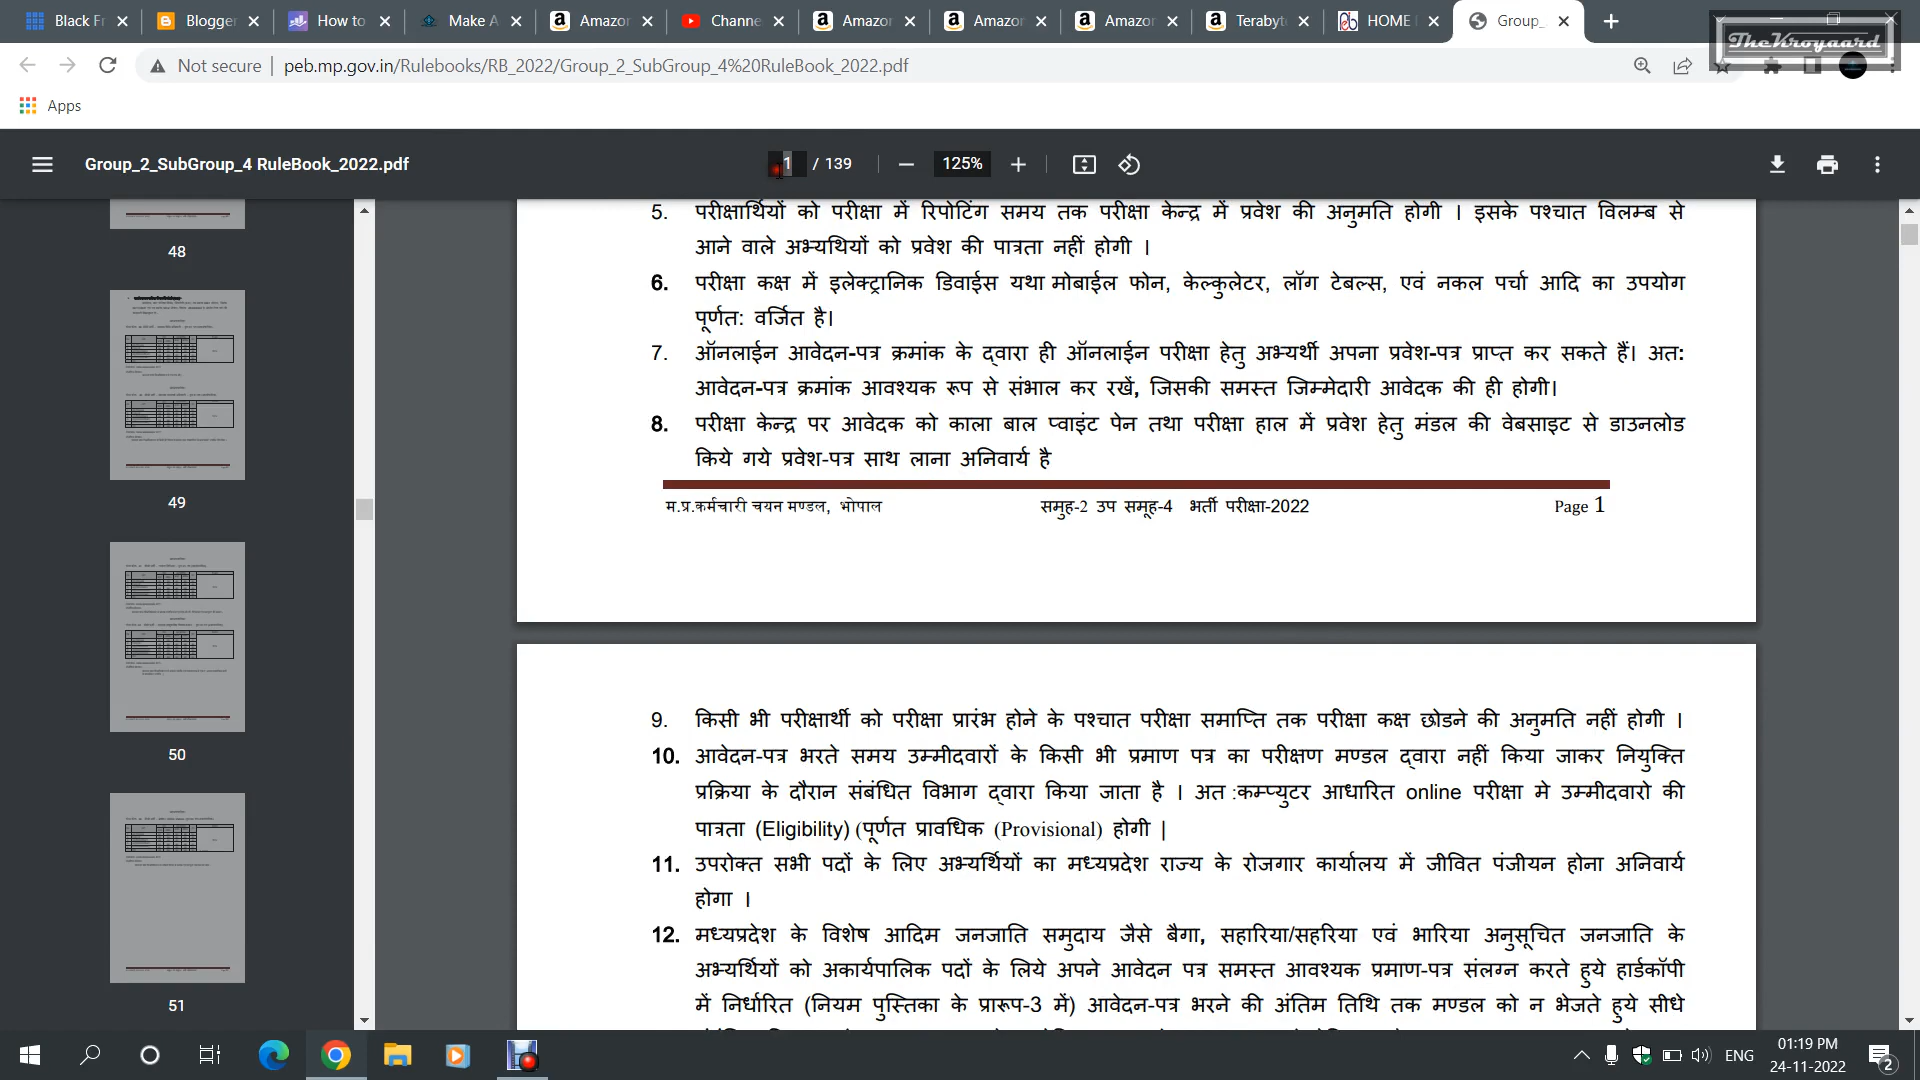 Black Fr
Blogger
How to
Make A
Amazon
Channe
Amazon
Amazon
Amazon
Terabyt
HOME
Group_
TheKroyaard
Not secure
peb.mp.gov.in/Rulebooks/RB_2022/Group_2_SubGroup_4%20RuleBook_2022.pdf
Apps
Group_2_SubGroup_4 RuleBook_2022.pdf
1 / 139
125%
48
49
50
51
5. परीक्षार्थियों को परीक्षा में रिपोटिंग समय तक परीक्षा केन्द्र में प्रवेश की अनुमति होगी । इसके पश्चात विलम्ब से
आने वाले अभ्यथियों को प्रवेश की पात्रता नहीं होगी ।
6. परीक्षा कक्ष में इलेक्ट्रानिक डिवाईस यथा मोबाईल फोन, केल्कुलेटर, लॉग टेबल्स, एवं नकल पर्चा आदि का उपयोग
पूर्णत: वर्जित है।
7. ऑनलाईन आवेदन-पत्र क्रमांक के द्वारा ही ऑनलाईन परीक्षा हेतु अभ्यर्थी अपना प्रवेश-पत्र प्राप्त कर सकते हैं। अत:
आवेदन-पत्र क्रमांक आवश्यक रूप से संभाल कर रखें, जिसकी समस्त जिम्मेदारी आवेदक की ही होगी।
8. परीक्षा केन्द्र पर आवेदक को काला बाल प्वाइंट पेन तथा परीक्षा हाल में प्रवेश हेतु मंडल की वेबसाइट से डाउनलोड
किये गये प्रवेश-पत्र साथ लाना अनिवार्य है
म.प्र.कर्मचारी चयन मण्डल, भोपाल समुह-2 उप समूह-4 भर्ती परीक्षा-2022 Page 1
9. किसी भी परीक्षार्थी को परीक्षा प्रारंभ होने के पश्चात परीक्षा समाप्ति तक परीक्षा कक्ष छोडने की अनुमति नहीं होगी ।
10. आवेदन-पत्र भरते समय उम्मीदवारों के किसी भी प्रमाण पत्र का परीक्षण मण्डल द्वारा नहीं किया जाकर नियुक्ति
प्रक्रिया के दौरान संबंधित विभाग द्वारा किया जाता है । अत :कम्प्युटर आधारित online परीक्षा मे उम्मीदवारो की
पात्रता (Eligibility) (पूर्णत प्रावधिक (Provisional) होगी |
11. उपरोक्त सभी पदों के लिए अभ्यर्थियों का मध्यप्रदेश राज्य के रोजगार कार्यालय में जीवित पंजीयन होना अनिवार्य
होगा ।
12. मध्यप्रदेश के विशेष आदिम जनजाति समुदाय जैसे बैगा, सहारिया/सहरिया एवं भारिया अनुसूचित जनजाति के
अभ्यर्थियों को अकार्यपालिक पदों के लिये अपने आवेदन पत्र समस्त आवश्यक प्रमाण-पत्र संलग्न करते हुये हार्डकॉपी
में निर्धारित (नियम पुस्तिका के प्रारूप-3 में) आवेदन-पत्र भरने की अंतिम तिथि तक मण्डल को न भेजते हुये सीधे
ENG
01:19 PM
24-11-2022
2